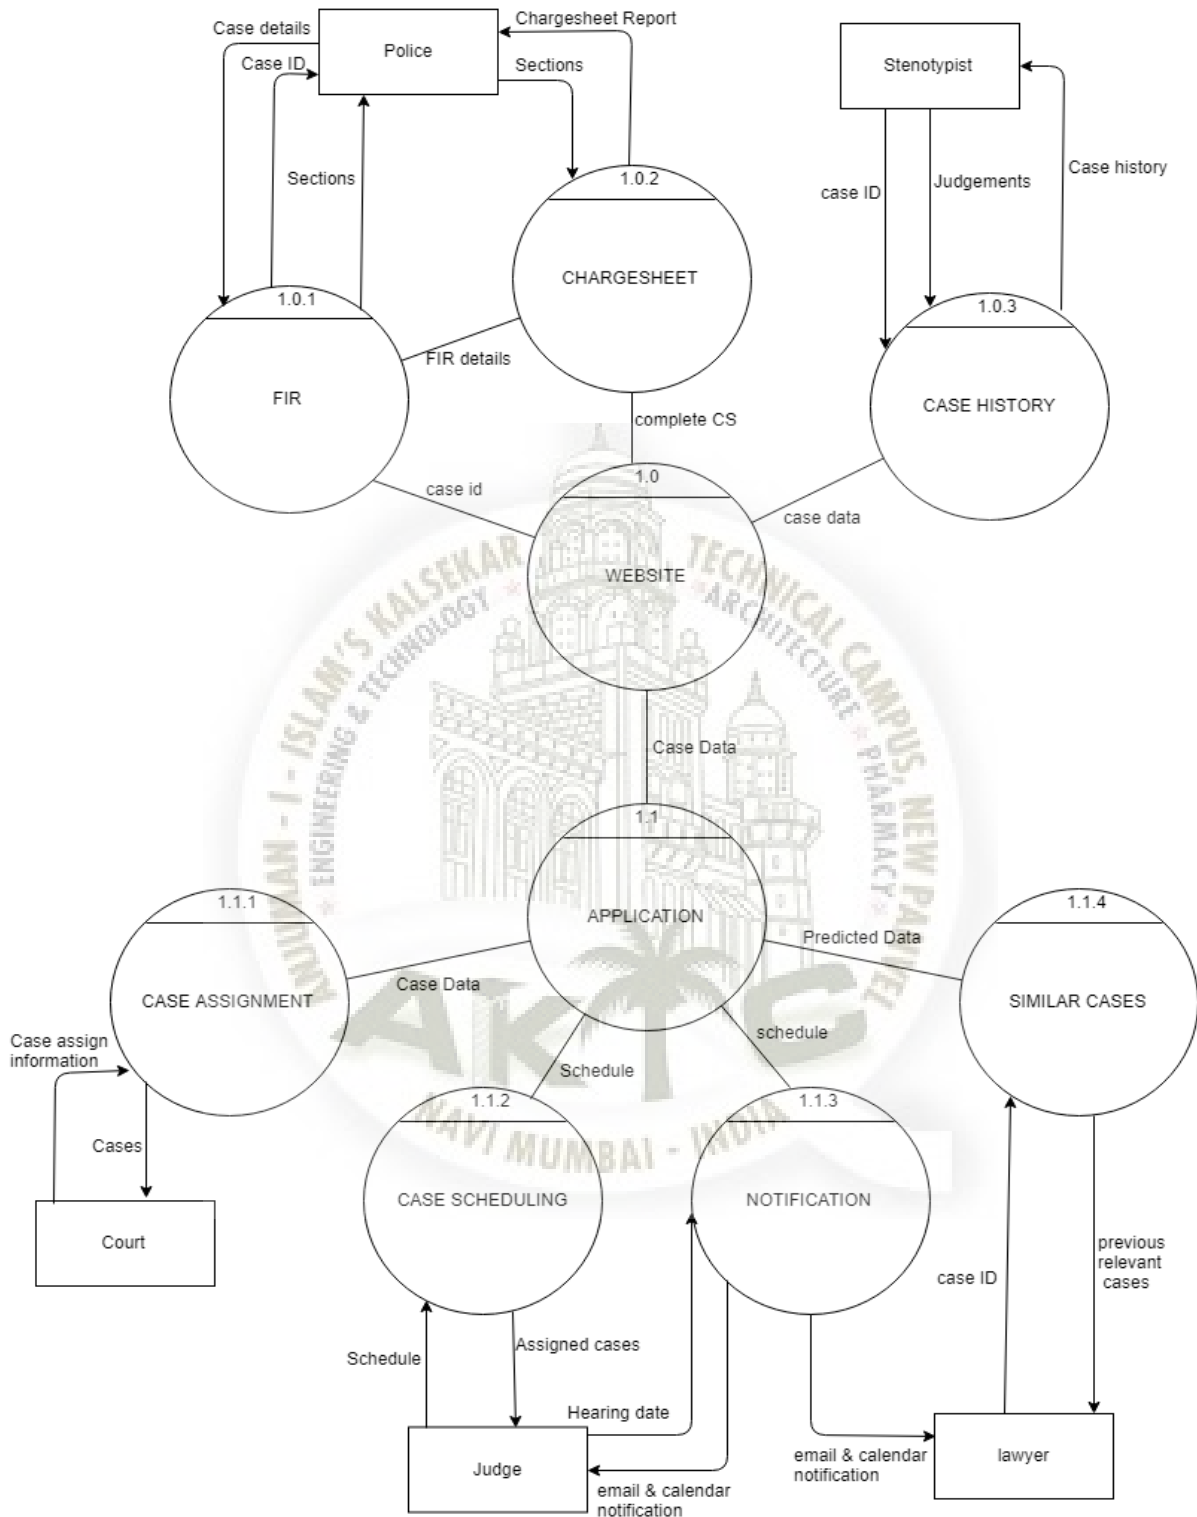 Case details
Police
Chargesheet Report
Case ID
Sections
Stenotypist
Sections
case ID
Judgements
Case history
1.0.2
CHARGESHEET
1.0.1
FIR
FIR details
1.0.3
CASE HISTORY
complete CS
case id
1.0
WEBSITE
case data
ANJUMAN - I - ISLAM'S KALSEKAR TECHNICAL CAMPUS, NEW PANVEL
ENGINEERING & TECHNOLOGY
ARCHITECTURE
PHARMACY
Case Data
1.1
APPLICATION
1.1.1
CASE ASSIGNMENT
Case Data
Predicted Data
1.1.4
SIMILAR CASES
AKTC
Schedule
schedule
Case assign
information
Cases
Court
NAVI MUMBAI - INDIA
1.1.2
CASE SCHEDULING
1.1.3
NOTIFICATION
case ID
previous
relevant
cases
Schedule
Assigned cases
Hearing date
Judge
email & calendar
notification
email & calendar
notification
lawyer